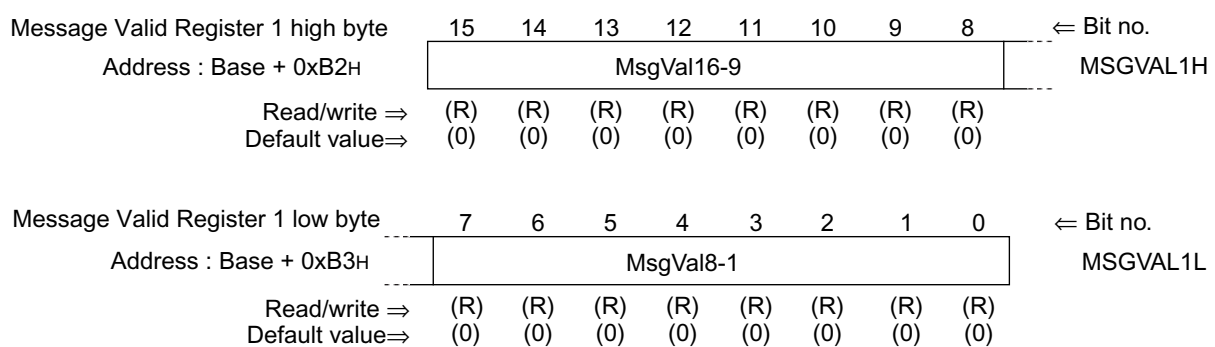 Message Valid Register 1 high byte 15 14 13 12 11 10 9 8 ⇐ Bit no.
Address : Base + 0xB2H MsgVal16-9 MSGVAL1H
Read/write ⇒ (R) (R) (R) (R) (R) (R) (R) (R)
Default value⇒ (0) (0) (0) (0) (0) (0) (0) (0)
Message Valid Register 1 low byte 7 6 5 4 3 2 1 0 ⇐ Bit no.
Address : Base + 0xB3H MsgVal8-1 MSGVAL1L
Read/write ⇒ (R) (R) (R) (R) (R) (R) (R) (R)
Default value⇒ (0) (0) (0) (0) (0) (0) (0) (0)